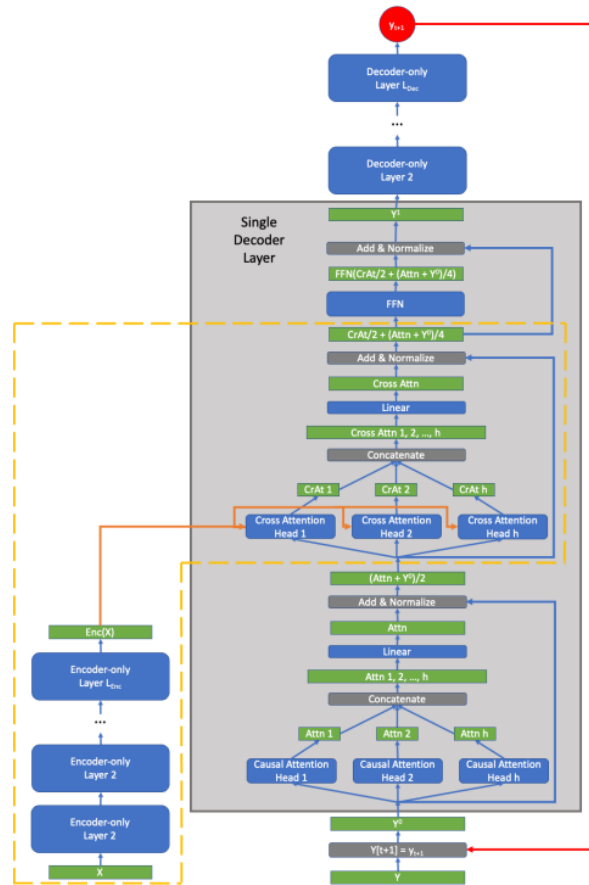 yₜ₊₁
Decoder-only
Layer L_Dec
...
Decoder-only
Layer 2
Single
Decoder
Layer
Y¹
Add & Normalize
FFN(CrAt/2 + (Attn + Y⁰)/4)
FFN
CrAt/2 + (Attn + Y⁰)/4
Add & Normalize
Cross Attn
Linear
Cross Attn 1, 2, ..., h
Concatenate
CrAt 1
CrAt 2
CrAt h
Cross Attention
Head 1
Cross Attention
Head 2
Cross Attention
Head h
(Attn + Y⁰)/2
Add & Normalize
Attn
Linear
Attn 1, 2, ..., h
Concatenate
Attn 1
Attn 2
Attn h
Causal Attention
Head 1
Causal Attention
Head 2
Causal Attention
Head h
Y⁰
Y[t+1] = yₜ₊₁
Y
Enc(X)
Encoder-only
Layer L_Enc
...
Encoder-only
Layer 2
Encoder-only
Layer 2
X